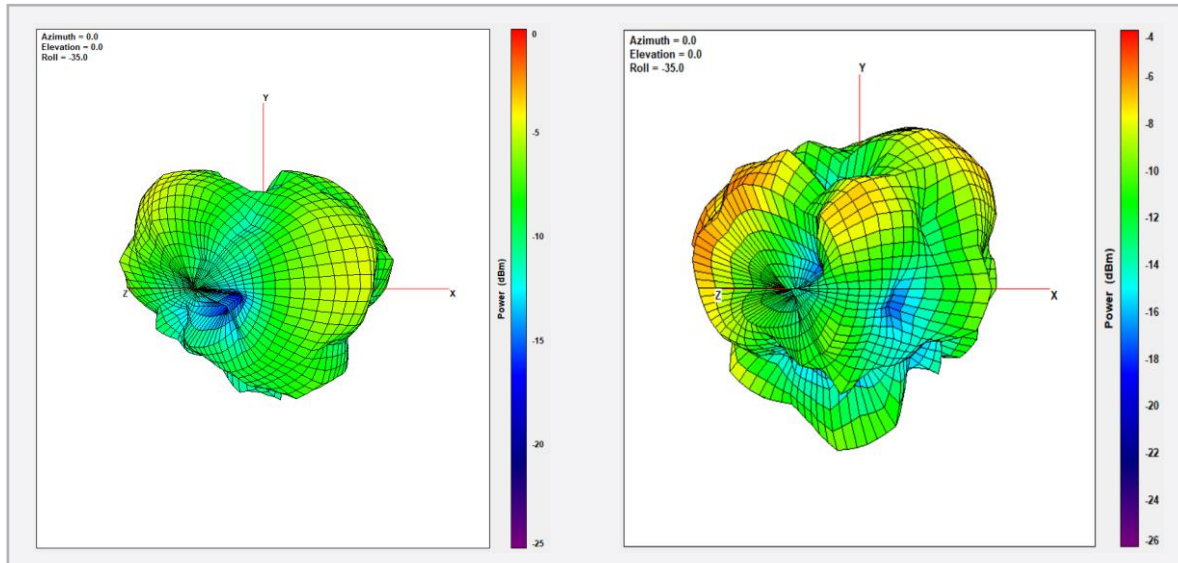 Azimuth = 0.0
Elevation = 0.0
Roll = -35.0
Y
Z
X
0
-5
-10
-15
-20
-25
Power (dBm)
Azimuth = 0.0
Elevation = 0.0
Roll = -35.0
Y
Z
X
-4
-6
-8
-10
-12
-14
-16
-18
-20
-22
-24
-26
Power (dBm)